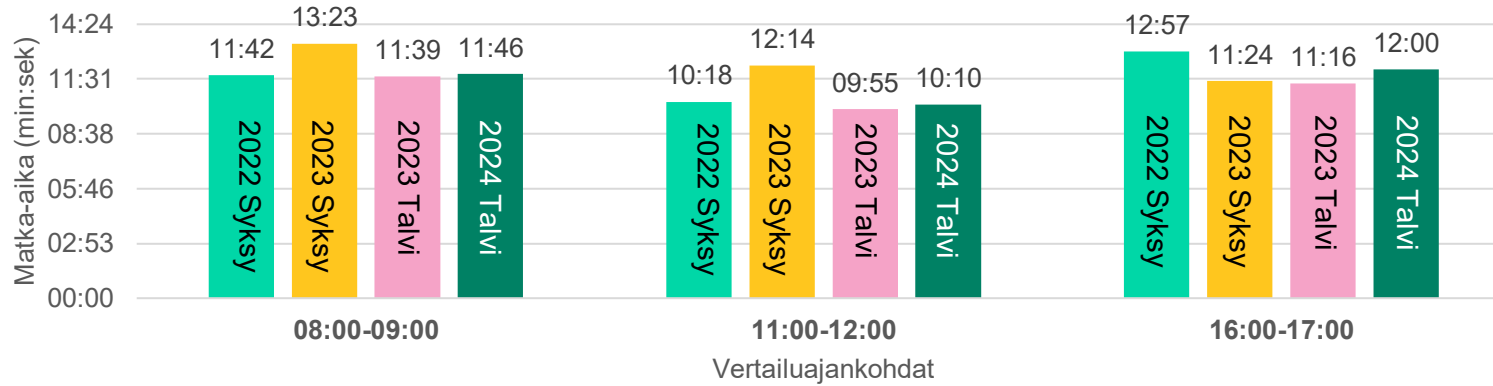 Matka-aika (min:sek)
14:24
11:31
08:38
05:46
02:53
00:00
11:42
13:23
11:39
11:46
10:18
12:14
09:55
10:10
12:57
11:24
11:16
12:00
2022 Syksy
2023 Syksy
2023 Talvi
2024 Talvi
2022 Syksy
2023 Syksy
2023 Talvi
2024 Talvi
2022 Syksy
2023 Syksy
2023 Talvi
2024 Talvi
08:00-09:00
11:00-12:00
16:00-17:00
Vertailuajankohdat